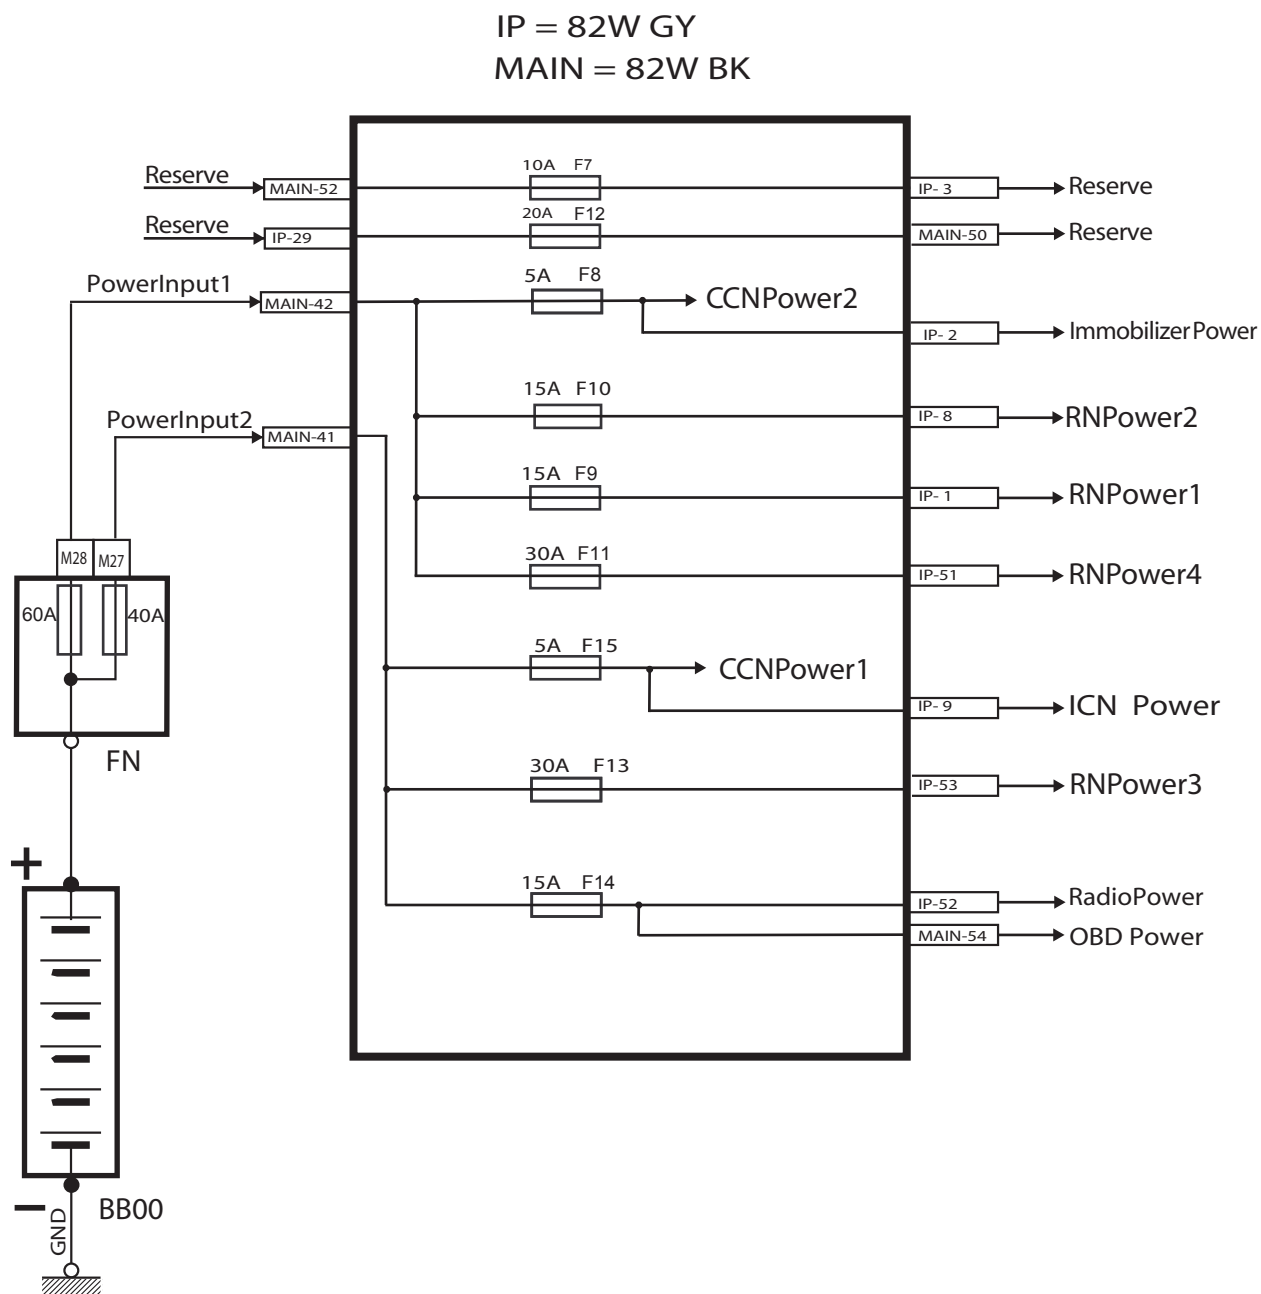 IP = 82W GY
MAIN = 82W BK
Reserve
MAIN-52
10A F7
IP- 3
Reserve
Reserve
IP-29
20A F12
MAIN-50
Reserve
PowerInput1
MAIN-42
5A F8
CCNPower2
IP- 2
ImmobilizerPower
15A F10
IP- 8
RNPower2
PowerInput2
MAIN-41
15A F9
IP- 1
RNPower1
30A F11
IP-51
RNPower4
M28
M27
60A
40A
FN
5A F15
CCNPower1
IP- 9
ICN Power
30A F13
IP-53
RNPower3
15A F14
IP-52
RadioPower
MAIN-54
OBD Power
+
−
BB00
GND